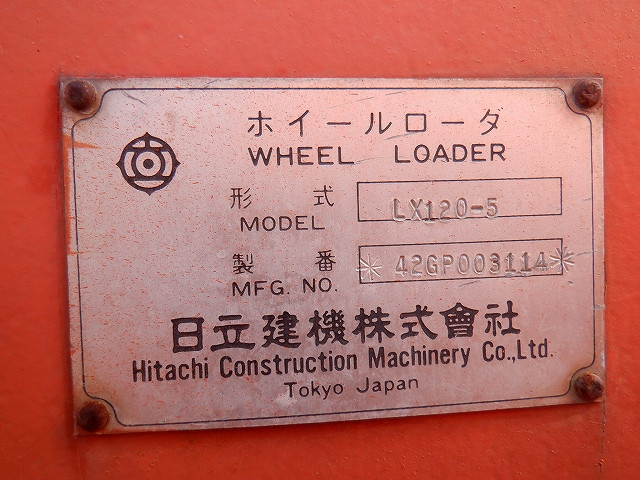 ホイールローダ
WHEEL LOADER
形式 LX120-5
MODEL
製番 *42GP003114*
MFG. NO.
日立建機株式會社
Hitachi Construction Machinery Co.,Ltd.
Tokyo Japan